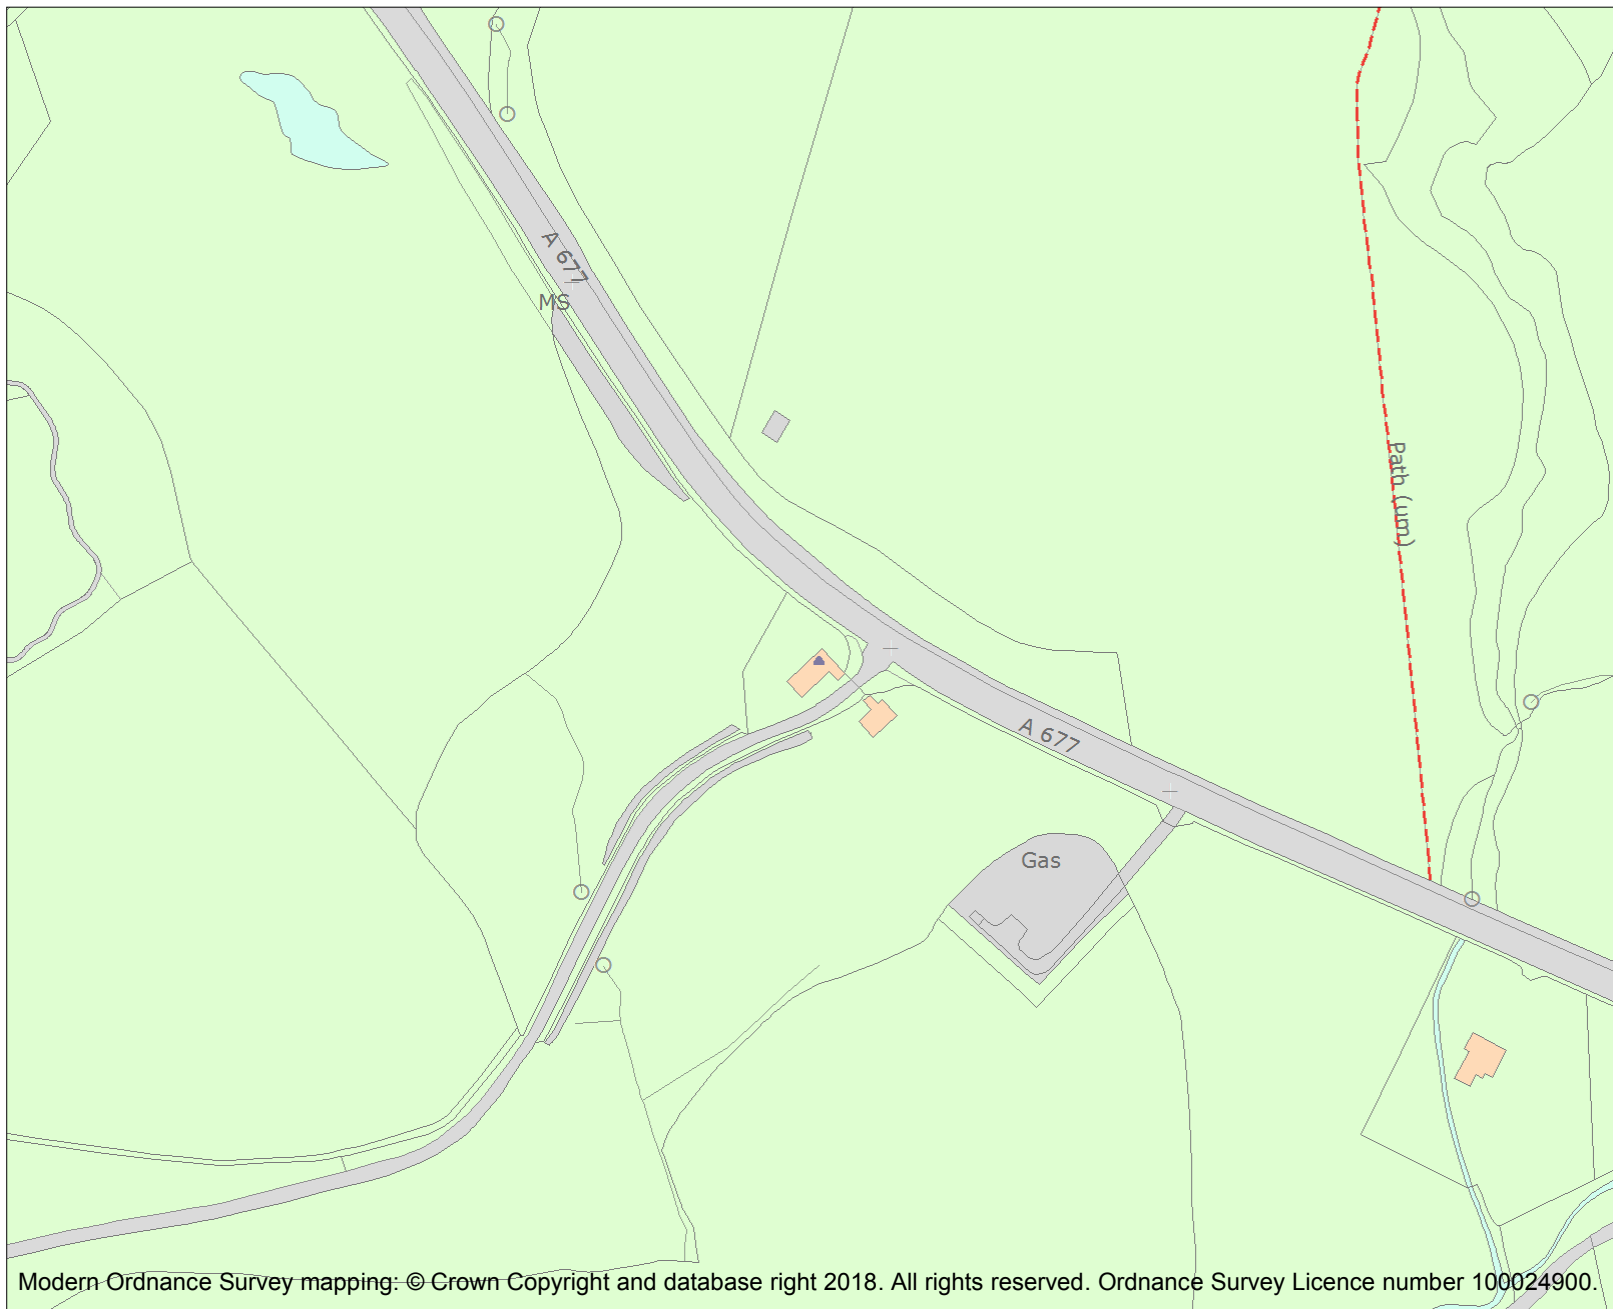 A 677
MS
Path (um)
A 677
Gas
Modern Ordnance Survey mapping: © Crown Copyright and database right 2018. All rights reserved. Ordnance Survey Licence number 100024900.